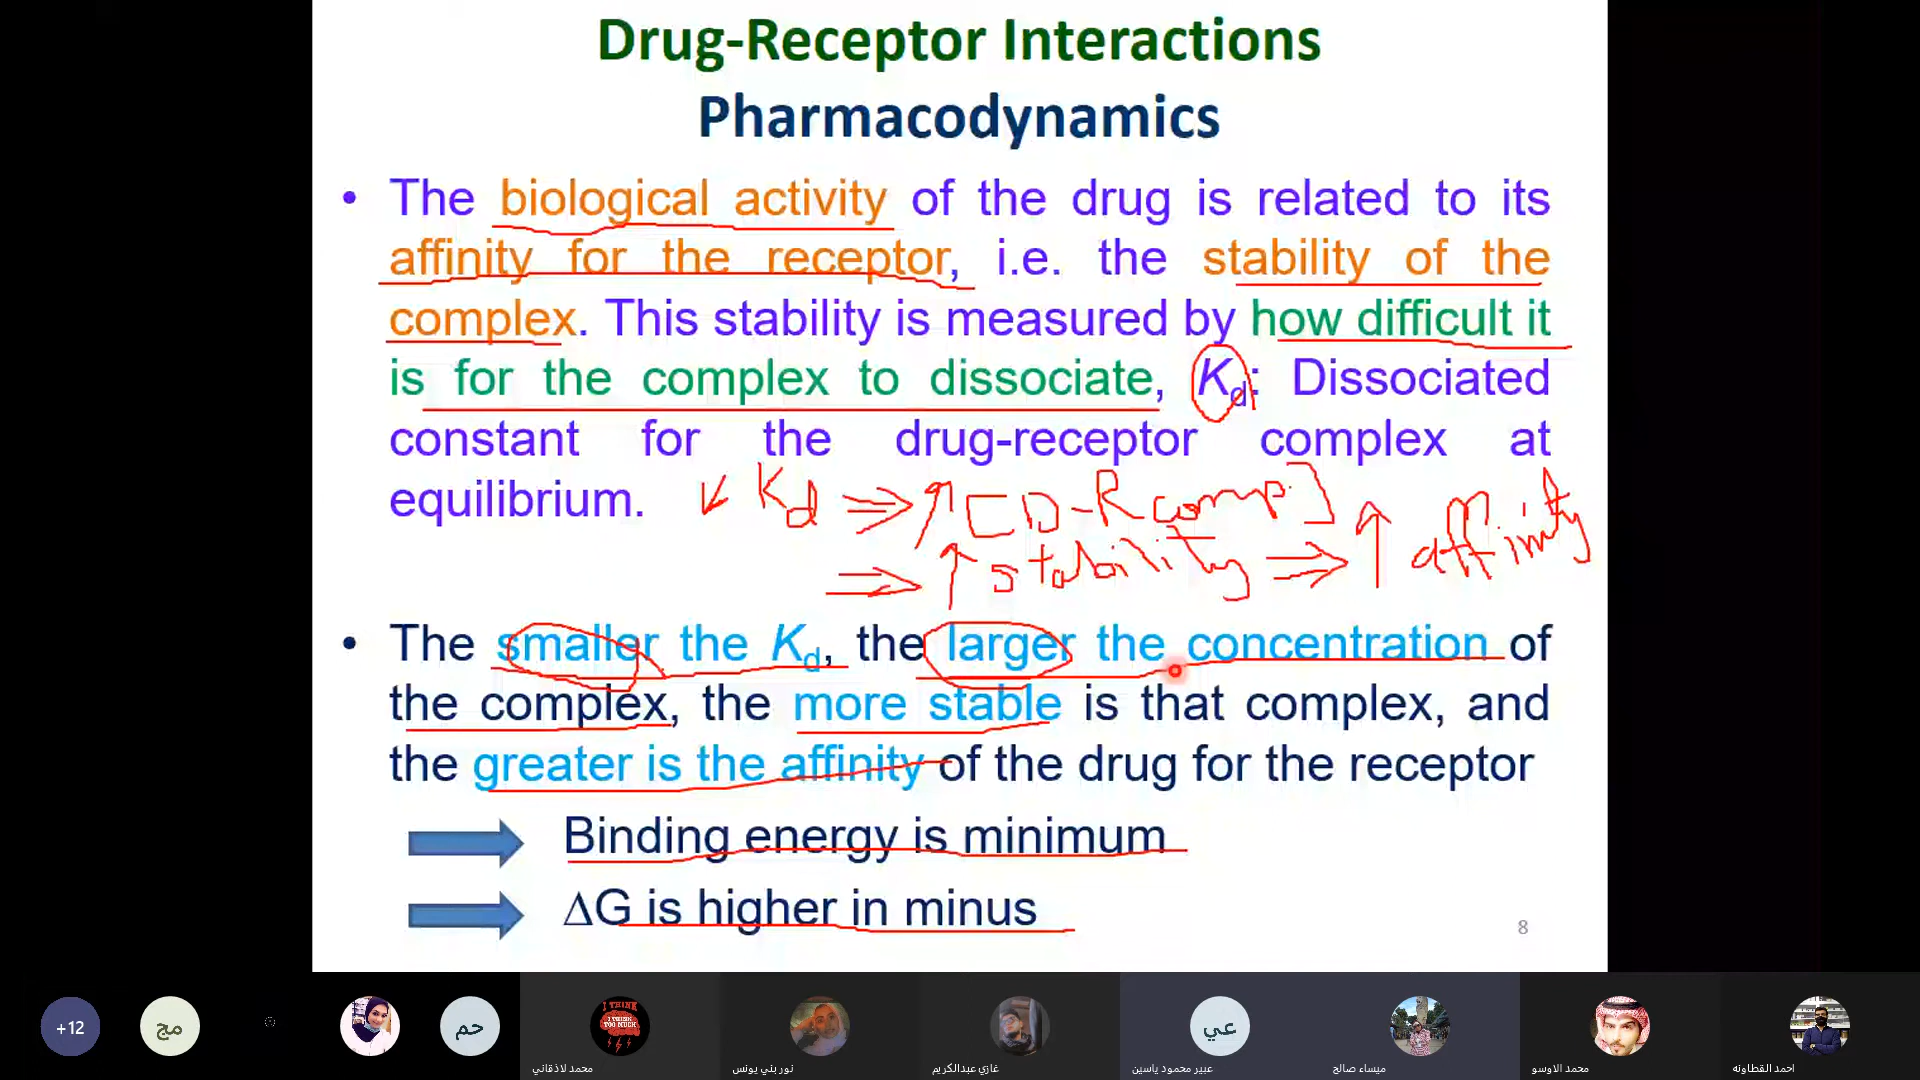 Drug-Receptor Interactions
Pharmacodynamics
• The biological activity of the drug is related to its
affinity for the receptor, i.e. the stability of the
complex. This stability is measured by how difficult it
is for the complex to dissociate, Kd: Dissociated
constant for the drug-receptor complex at
equilibrium.
↓ Kd ⇒ ↑ [D-R comp.]
⇒ ↑ stability ⇒ ↑ affinity
• The smaller the Kd, the larger the concentration of
the complex, the more stable is that complex, and
the greater is the affinity of the drug for the receptor
Binding energy is minimum
ΔG is higher in minus
8
+12
مج
حم
I THINK
I THINK
TOO MUCH
عي
محمد لاذقاني
نور بني يونس
غازي عبدالكريم
عبير محمود ياسين
ميساء صالح
محمد الاوسو
احمد القطاونه